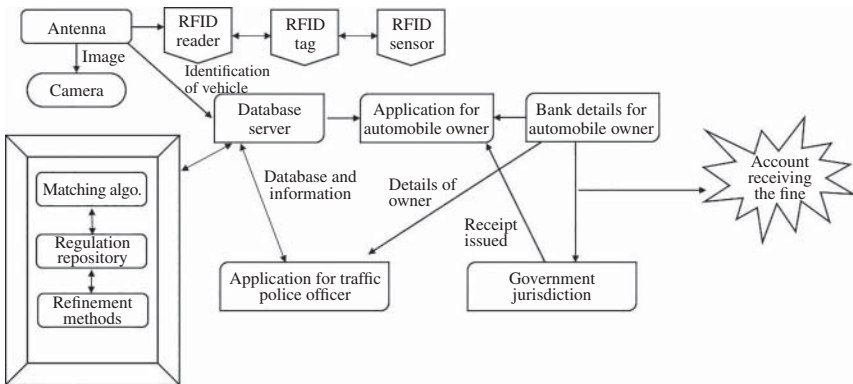 Antenna
RFID
reader
RFID
tag
RFID
sensor
Image
Camera
Identification
of vehicle
Database
server
Application for
automobile owner
Bank details for
automobile owner
Account
receiving
the fine
Matching algo.
Regulation
repository
Refinement
methods
Database and
information
Details of
owner
Receipt
issued
Application for traffic
police officer
Government
jurisdiction